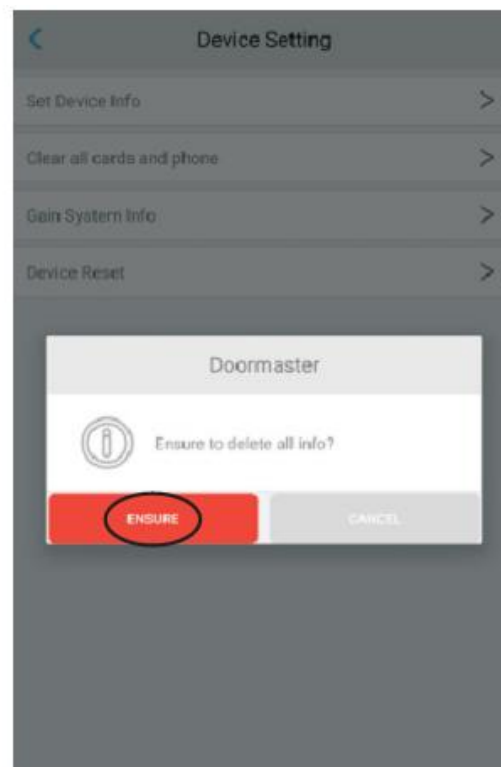 Device Setting
Set Device Info
Clear all cards and phone
Gain System Info
Device Reset
Doormaster
Ensure to delete all info?
ENSURE
CANCEL